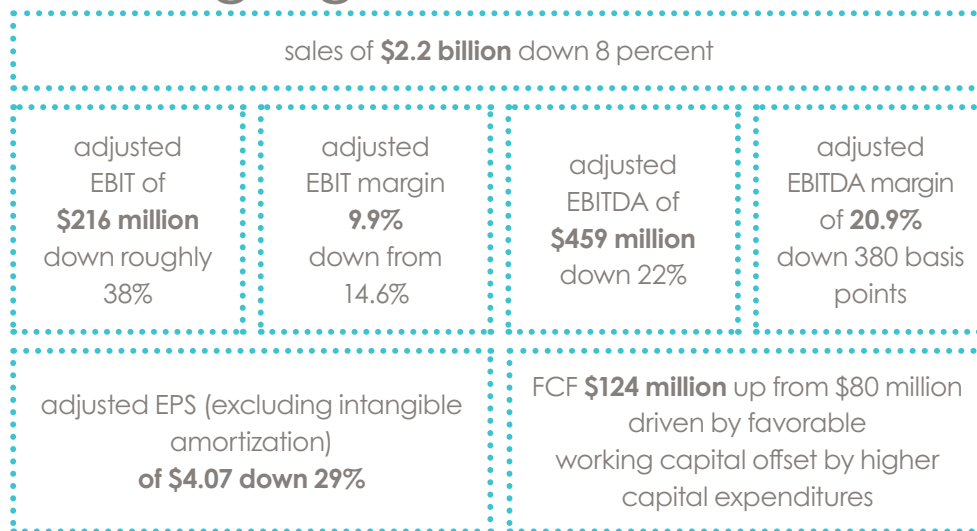 sales of $2.2 billion down 8 percent
adjusted
EBIT of
$216 million
down roughly
38%
adjusted
EBIT margin
9.9%
down from
14.6%
adjusted
EBITDA of
$459 million
down 22%
adjusted
EBITDA margin
of 20.9%
down 380 basis
points
adjusted EPS (excluding intangible
amortization)
of $4.07 down 29%
FCF $124 million up from $80 million
driven by favorable
working capital offset by higher
capital expenditures